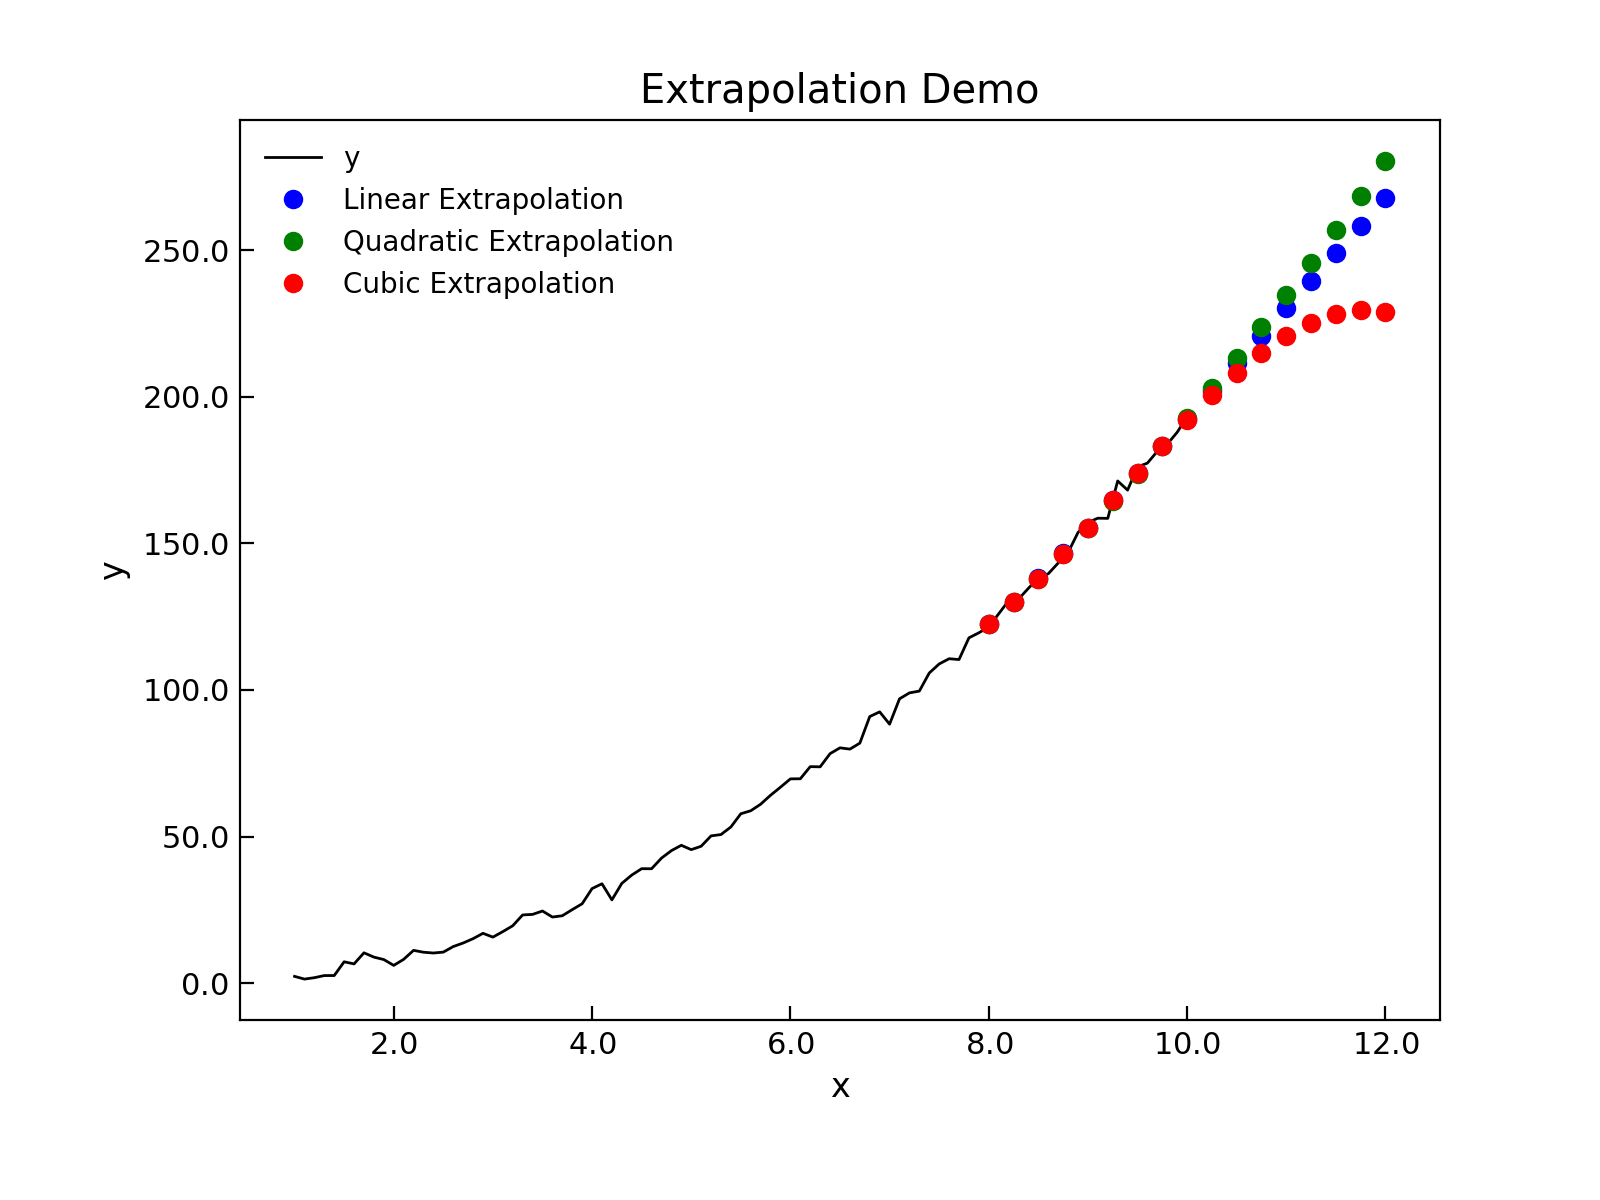 Extrapolation Demo
y
Linear Extrapolation
Quadratic Extrapolation
Cubic Extrapolation
250.0
200.0
150.0
100.0
50.0
0.0
y
2.0 4.0 6.0 8.0 10.0 12.0
x